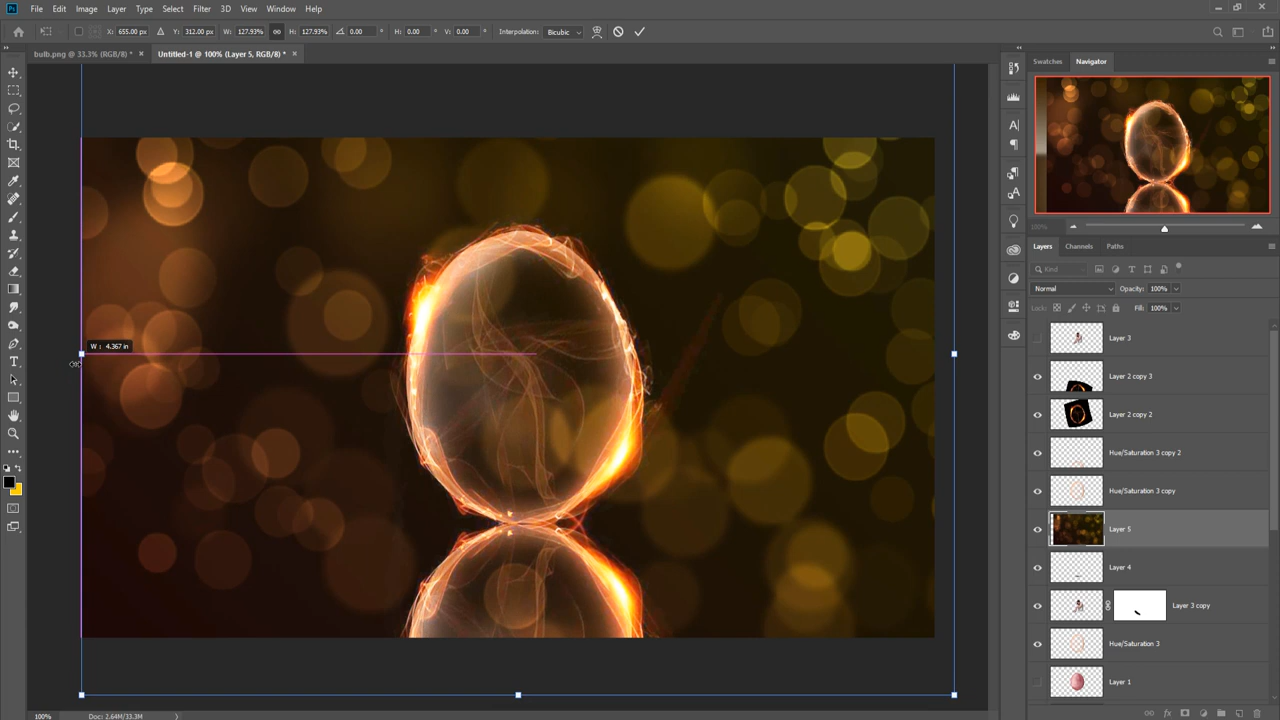 Ps File Edit Image Layer Type Select Filter 3D View Window Help
X: 655.00 px Y: 312.00 px W: 127.93% H: 127.93% 0.00 ° H: 0.00 ° V: 0.00 ° Interpolation: Bicubic
bulb.png @ 33.3% (RGB/8) * × Untitled-1 @ 100% (Layer 5, RGB/8) * ×
Swatches Navigator
100%
Layers Channels Paths
Kind
Normal Opacity: 100%
Lock: Fill: 100%
Layer 3
W : 4.367 in
Layer 2 copy 3
Layer 2 copy 2
Hue/Saturation 3 copy 2
Hue/Saturation 3 copy
Layer 5
Layer 4
Layer 3 copy
Hue/Saturation 3
Layer 1
100% Doc: 2.64M/33.3M